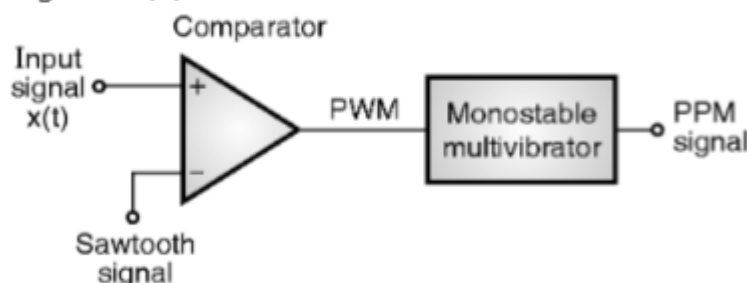 Comparator
Input
signal
x(t)
+
PWM
Monostable
multivibrator
PPM
signal
−
Sawtooth
signal